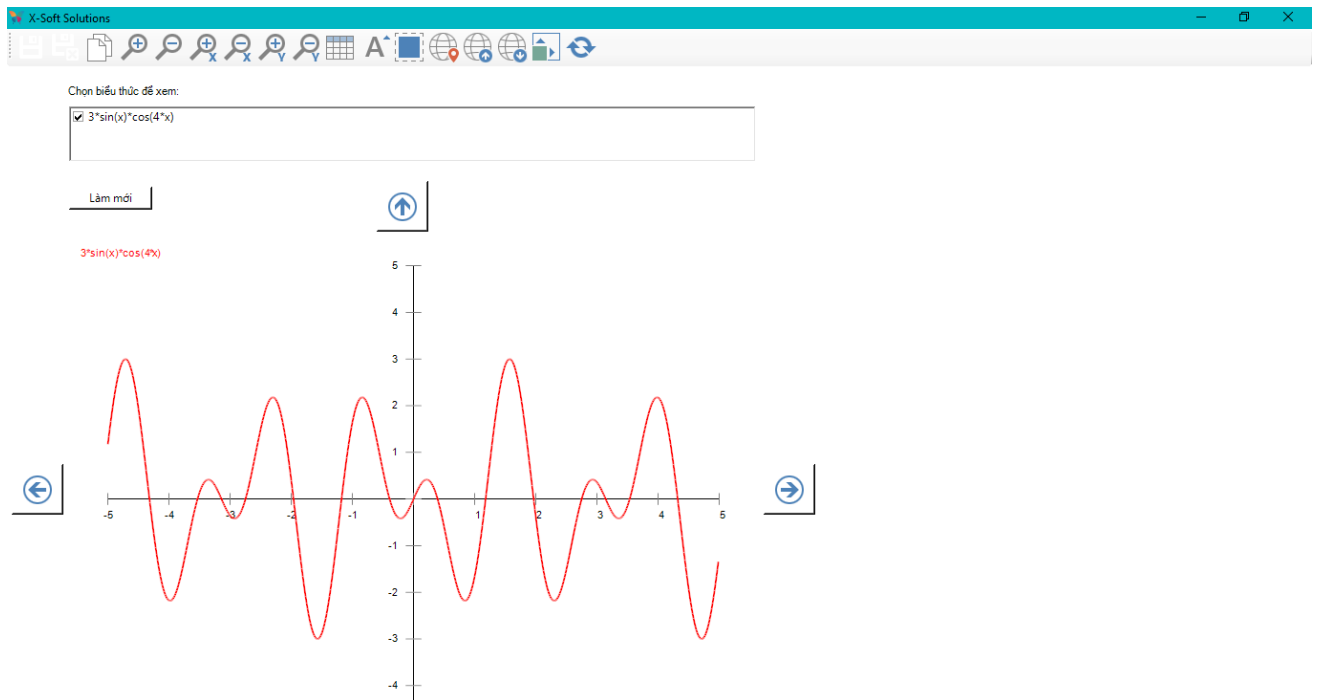 X-Soft Solutions
X X Y Y A
Chọn biểu thức để xem:
3*sin(x)*cos(4*x)
Làm mới
3*sin(x)*cos(4*x)
5
4
3
2
1
-5 -4 -3 -2 -1 1 2 3 4 5
-1
-2
-3
-4